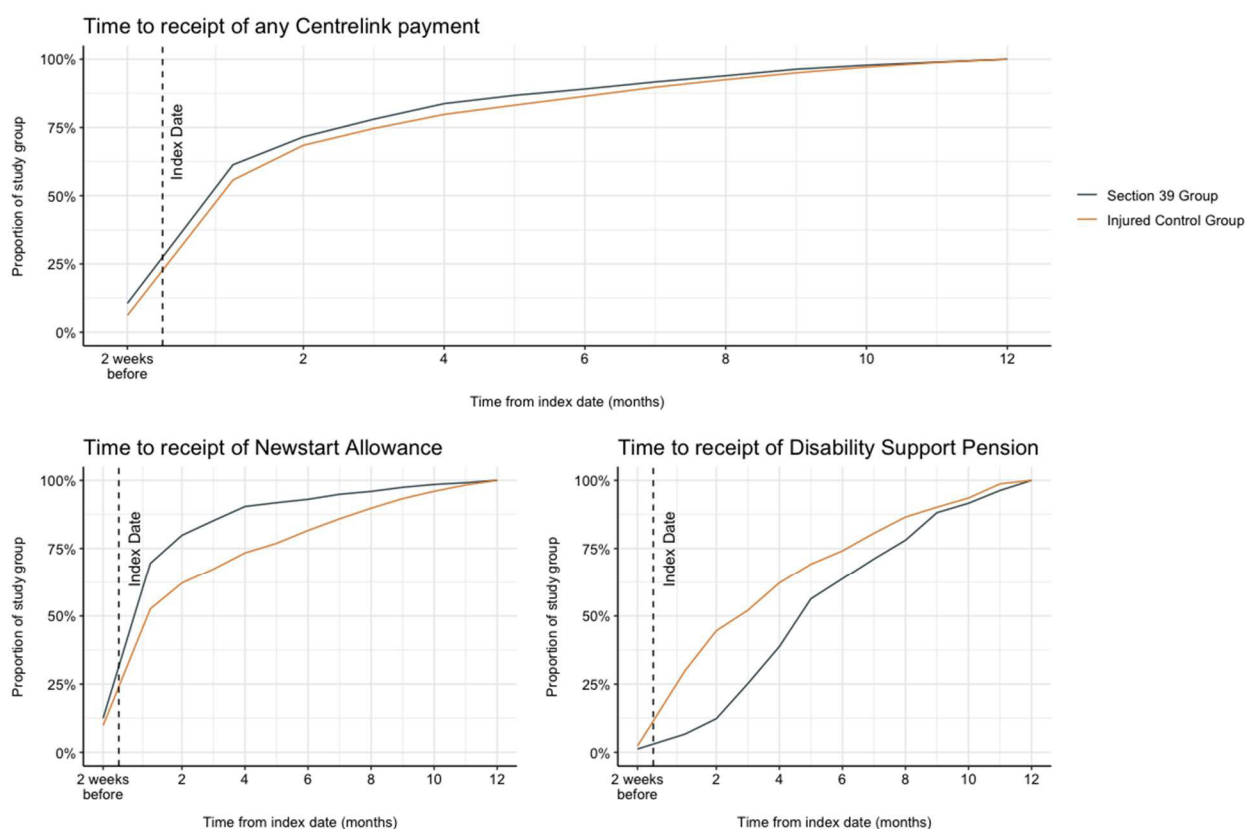 Time to receipt of any Centrelink payment
100%
75%
50%
25%
0%
Proportion of study group
Index Date
2 weeks
before
2
4
6
8
10
12
Time from index date (months)
Section 39 Group
Injured Control Group
Time to receipt of Newstart Allowance
100%
75%
50%
25%
0%
Proportion of study group
Index Date
2 weeks
before
2
4
6
8
10
12
Time from index date (months)
Time to receipt of Disability Support Pension
100%
75%
50%
25%
0%
Proportion of study group
Index Date
2 weeks
before
2
4
6
8
10
12
Time from index date (months)